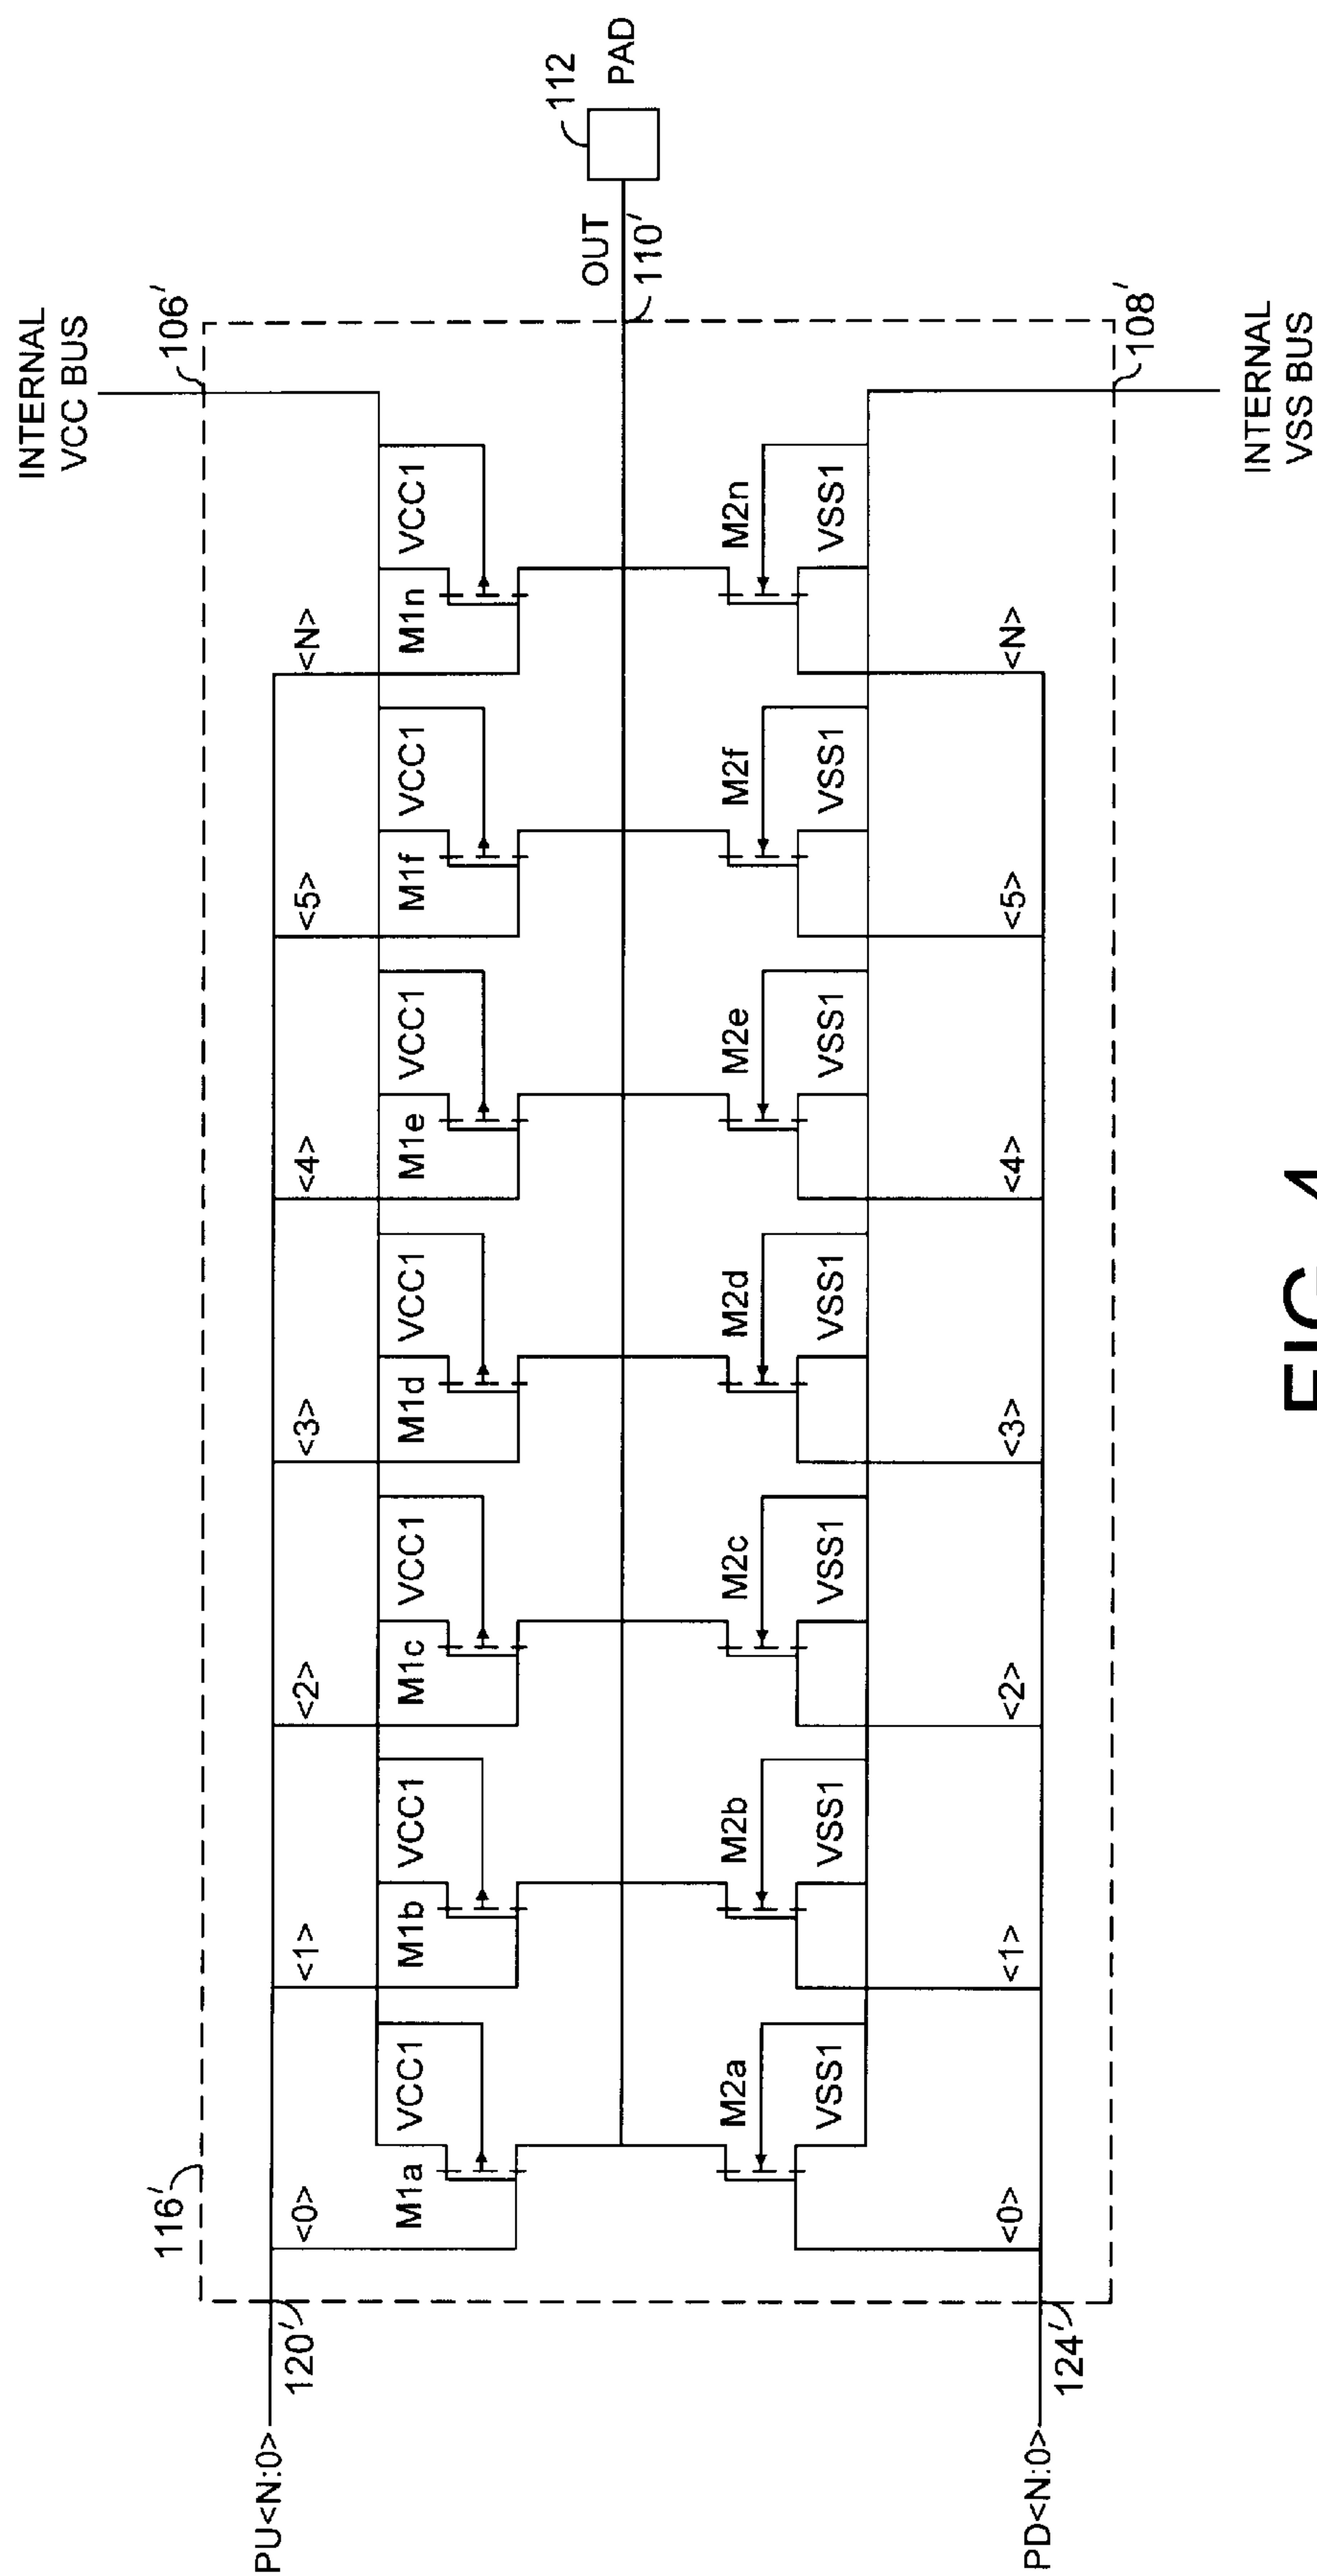 INTERNAL
VCC BUS
106'
116'
PU<N:0>
120'
<0>
<1>
<2>
<3>
<4>
<5>
<N>
M1a
VCC1
M1b
VCC1
M1c
VCC1
M1d
VCC1
M1e
VCC1
M1f
VCC1
M1n
VCC1
OUT
110'
112
PAD
M2a
VSS1
M2b
VSS1
M2c
VSS1
M2d
VSS1
M2e
VSS1
M2f
VSS1
M2n
VSS1
<0>
<1>
<2>
<3>
<4>
<5>
<N>
PD<N:0>
124'
108'
INTERNAL
VSS BUS
FIG. 4